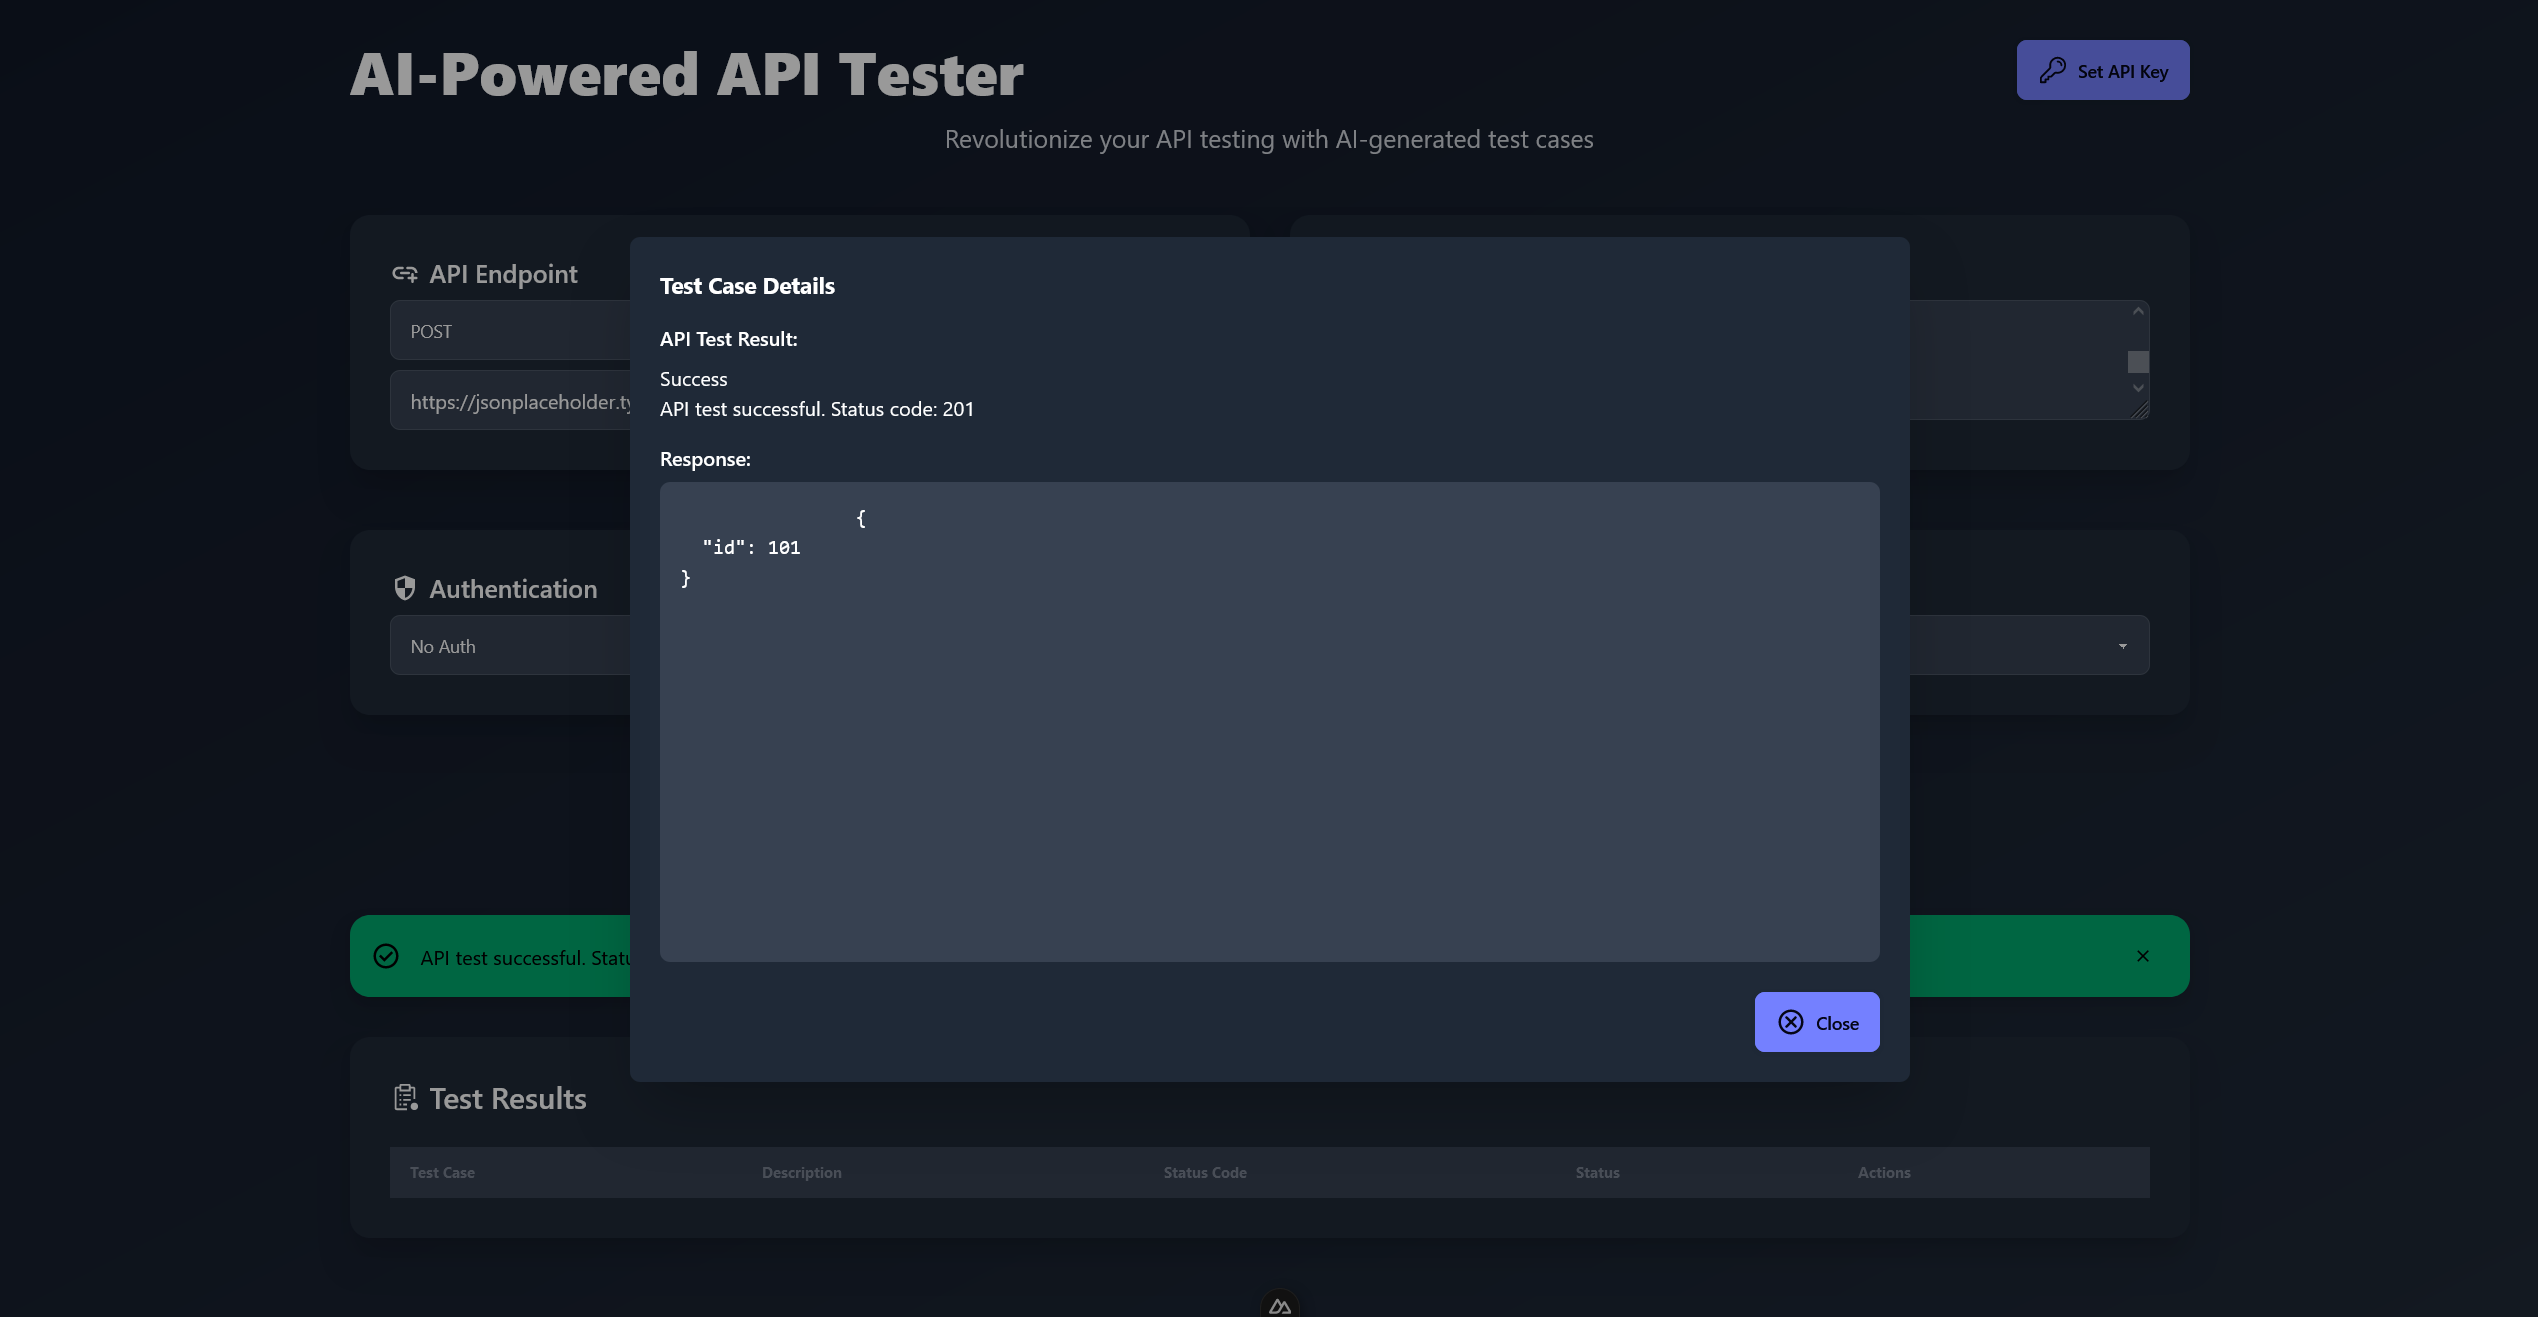 AI-Powered API Tester
Set API Key
Revolutionize your API testing with AI-generated test cases
API Endpoint
POST
https://jsonplaceholder.ty
Test Case Details
API Test Result:
Success
API test successful. Status code: 201
Response:
{
"id": 101
}
Close
Authentication
No Auth
API test successful. Statu
Test Results
Test Case Description Status Code Status Actions